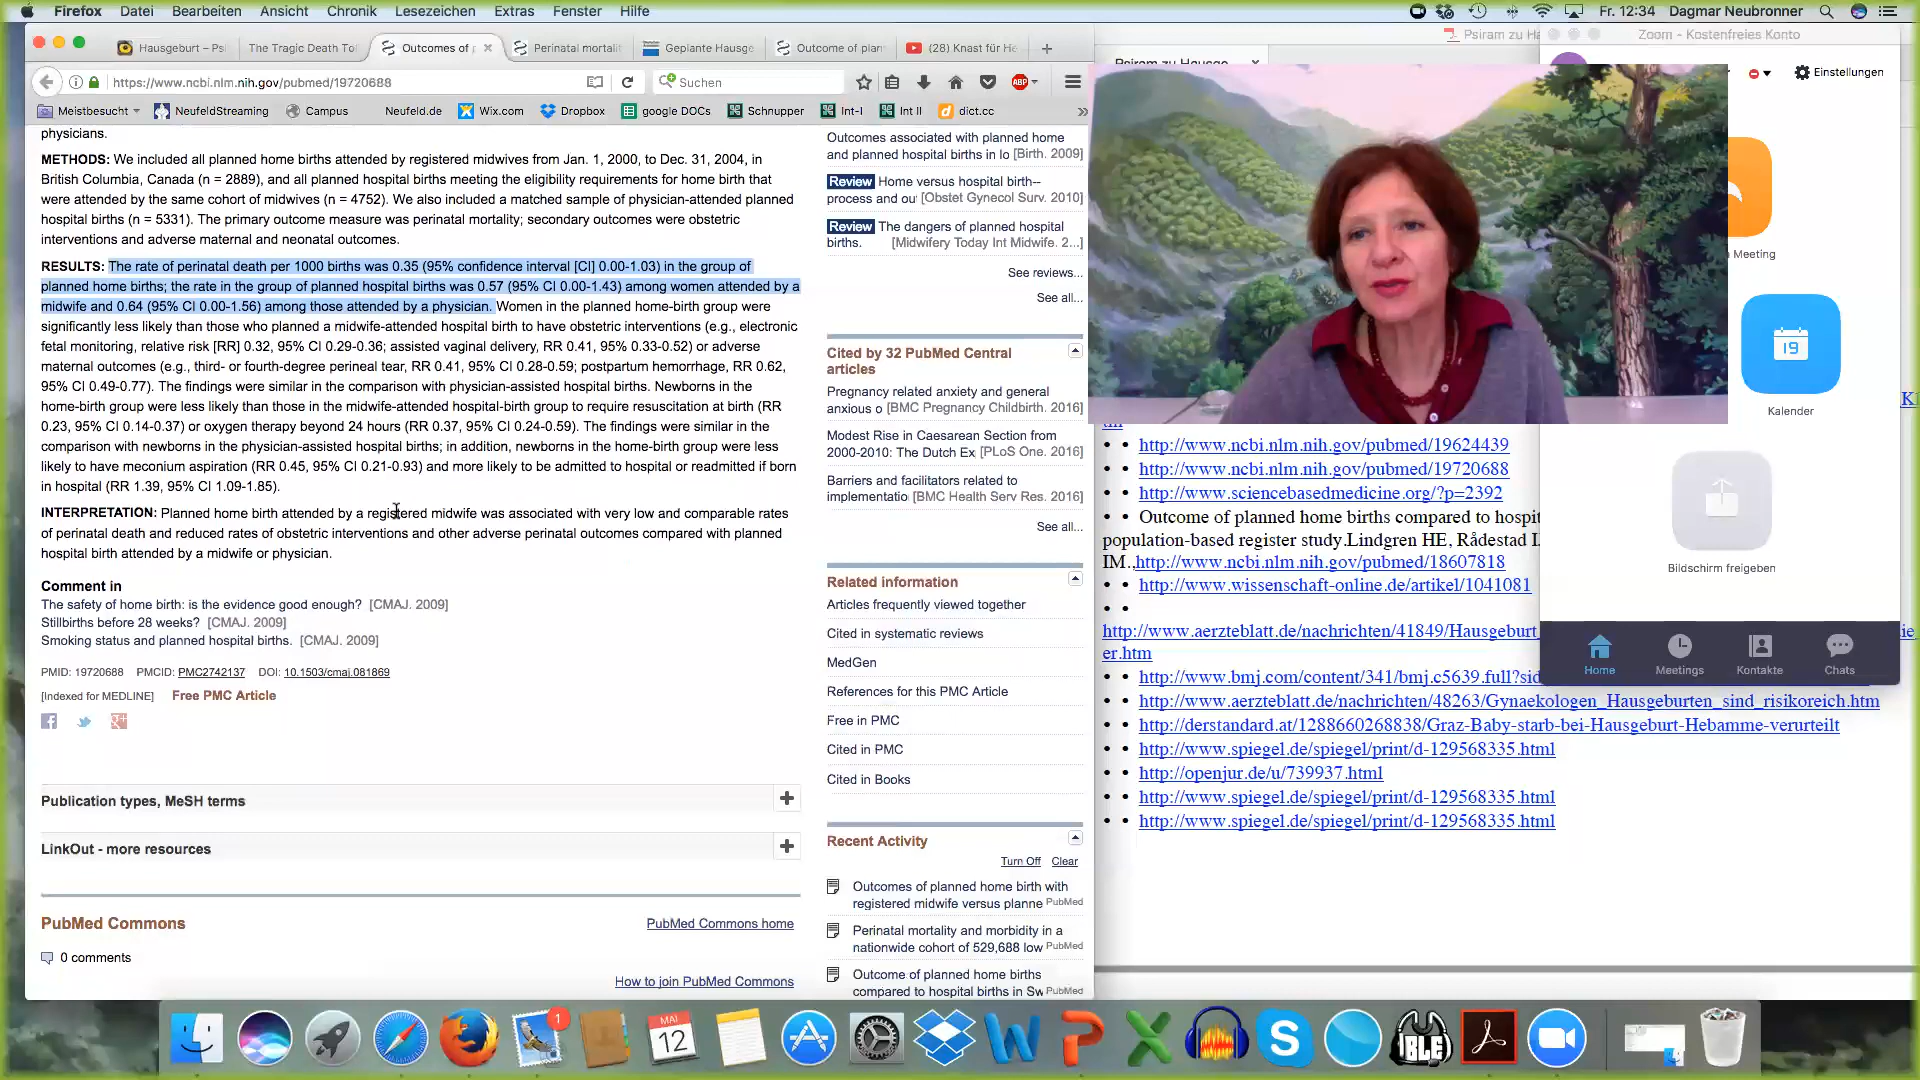 Firefox Datei Bearbeiten Ansicht Chronik Lesezeichen Extras Fenster Hilfe
Fr. 12:34 Dagmar Neubronner
Hausgeburt – Psi
The Tragic Death To
Outcomes of p
Perinatal mortalit
Geplante Hausge
Outcome of plan
(28) Knast für He
https://www.ncbi.nlm.nih.gov/pubmed/19720688
Suchen
ABP
Meistbesucht NeufeldStreaming Campus Neufeld.de Wix.com Dropbox google DOCs Schnupper Int-I Int II dict.cc
physicians.
METHODS: We included all planned home births attended by registered midwives from Jan. 1, 2000, to Dec. 31, 2004, in
British Columbia, Canada (n = 2889), and all planned hospital births meeting the eligibility requirements for home birth that
were attended by the same cohort of midwives (n = 4752). We also included a matched sample of physician-attended planned
hospital births (n = 5331). The primary outcome measure was perinatal mortality; secondary outcomes were obstetric
interventions and adverse maternal and neonatal outcomes.
RESULTS: The rate of perinatal death per 1000 births was 0.35 (95% confidence interval [CI] 0.00-1.03) in the group of
planned home births; the rate in the group of planned hospital births was 0.57 (95% CI 0.00-1.43) among women attended by a
midwife and 0.64 (95% CI 0.00-1.56) among those attended by a physician. Women in the planned home-birth group were
significantly less likely than those who planned a midwife-attended hospital birth to have obstetric interventions (e.g., electronic
fetal monitoring, relative risk [RR] 0.32, 95% CI 0.29-0.36; assisted vaginal delivery, RR 0.41, 95% 0.33-0.52) or adverse
maternal outcomes (e.g., third- or fourth-degree perineal tear, RR 0.41, 95% CI 0.28-0.59; postpartum hemorrhage, RR 0.62,
95% CI 0.49-0.77). The findings were similar in the comparison with physician-assisted hospital births. Newborns in the
home-birth group were less likely than those in the midwife-attended hospital-birth group to require resuscitation at birth (RR
0.23, 95% CI 0.14-0.37) or oxygen therapy beyond 24 hours (RR 0.37, 95% CI 0.24-0.59). The findings were similar in the
comparison with newborns in the physician-assisted hospital births; in addition, newborns in the home-birth group were less
likely to have meconium aspiration (RR 0.45, 95% CI 0.21-0.93) and more likely to be admitted to hospital or readmitted if born
in hospital (RR 1.39, 95% CI 1.09-1.85).
INTERPRETATION: Planned home birth attended by a registered midwife was associated with very low and comparable rates
of perinatal death and reduced rates of obstetric interventions and other adverse perinatal outcomes compared with planned
hospital birth attended by a midwife or physician.
Comment in
The safety of home birth: is the evidence good enough? [CMAJ. 2009]
Stillbirths before 28 weeks? [CMAJ. 2009]
Smoking status and planned hospital births. [CMAJ. 2009]
PMID: 19720688 PMCID: PMC2742137 DOI: 10.1503/cmaj.081869
[Indexed for MEDLINE] Free PMC Article
Publication types, MeSH terms
LinkOut - more resources
PubMed Commons
PubMed Commons home
0 comments
How to join PubMed Commons
Outcomes associated with planned home
and planned hospital births in lo [Birth. 2009]
Review Home versus hospital birth--
process and ou [Obstet Gynecol Surv. 2010]
Review The dangers of planned hospital
births. [Midwifery Today Int Midwife. 2...]
See reviews...
See all...
Cited by 32 PubMed Central
articles
Pregnancy related anxiety and general
anxious o [BMC Pregnancy Childbirth. 2016]
Modest Rise in Caesarean Section from
2000-2010: The Dutch Ex [PLoS One. 2016]
Barriers and facilitators related to
implementatio [BMC Health Serv Res. 2016]
See all...
Related information
Articles frequently viewed together
Cited in systematic reviews
MedGen
References for this PMC Article
Free in PMC
Cited in PMC
Cited in Books
Recent Activity
Turn Off Clear
Outcomes of planned home birth with
registered midwife versus planne PubMed
Perinatal mortality and morbidity in a
nationwide cohort of 529,688 low PubMed
Outcome of planned home births
compared to hospital births in Sw PubMed
Psiram zu Ha
Psiram zu Hausge
Zoom - Kostenfreies Konto
Einstellungen
Meeting
19
Kalender
Bildschirm freigeben
Home Meetings Kontakte Chats
http://www.ncbi.nlm.nih.gov/pubmed/19624439
http://www.ncbi.nlm.nih.gov/pubmed/19720688
http://www.sciencebasedmedicine.org/?p=2392
Outcome of planned home births compared to hospit
population-based register study.Lindgren HE, Rådestad I
IM.,http://www.ncbi.nlm.nih.gov/pubmed/18607818
http://www.wissenschaft-online.de/artikel/1041081
http://www.aerzteblatt.de/nachrichten/41849/Hausgeburt_ ie
er.htm
http://www.bmj.com/content/341/bmj.c5639.full?sid
http://www.aerzteblatt.de/nachrichten/48263/Gynaekologen_Hausgeburten_sind_risikoreich.htm
http://derstandard.at/1288660268838/Graz-Baby-starb-bei-Hausgeburt-Hebamme-verurteilt
http://www.spiegel.de/spiegel/print/d-129568335.html
http://openjur.de/u/739937.html
http://www.spiegel.de/spiegel/print/d-129568335.html
http://www.spiegel.de/spiegel/print/d-129568335.html
1
MAI
12